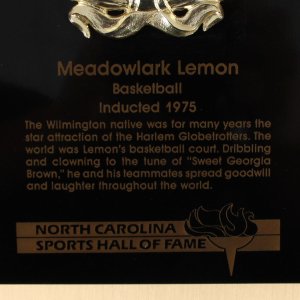 Meadowlark Lemon
Basketball
Inducted 1975
The Wilmington native was for many years the
star attraction of the Harlem Globetrotters. The
world was Lemon's basketball court. Dribbling
and clowning to the tune of "Sweet Georgia
Brown," he and his teammates spread goodwill
and laughter throughout the world.
NORTH CAROLINA
SPORTS HALL OF FAME